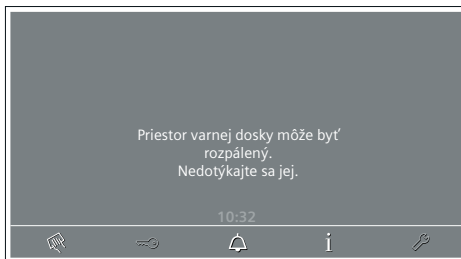 Priestor varnej dosky môže byť
rozpálený.
Nedotýkajte sa jej.
10:32
i